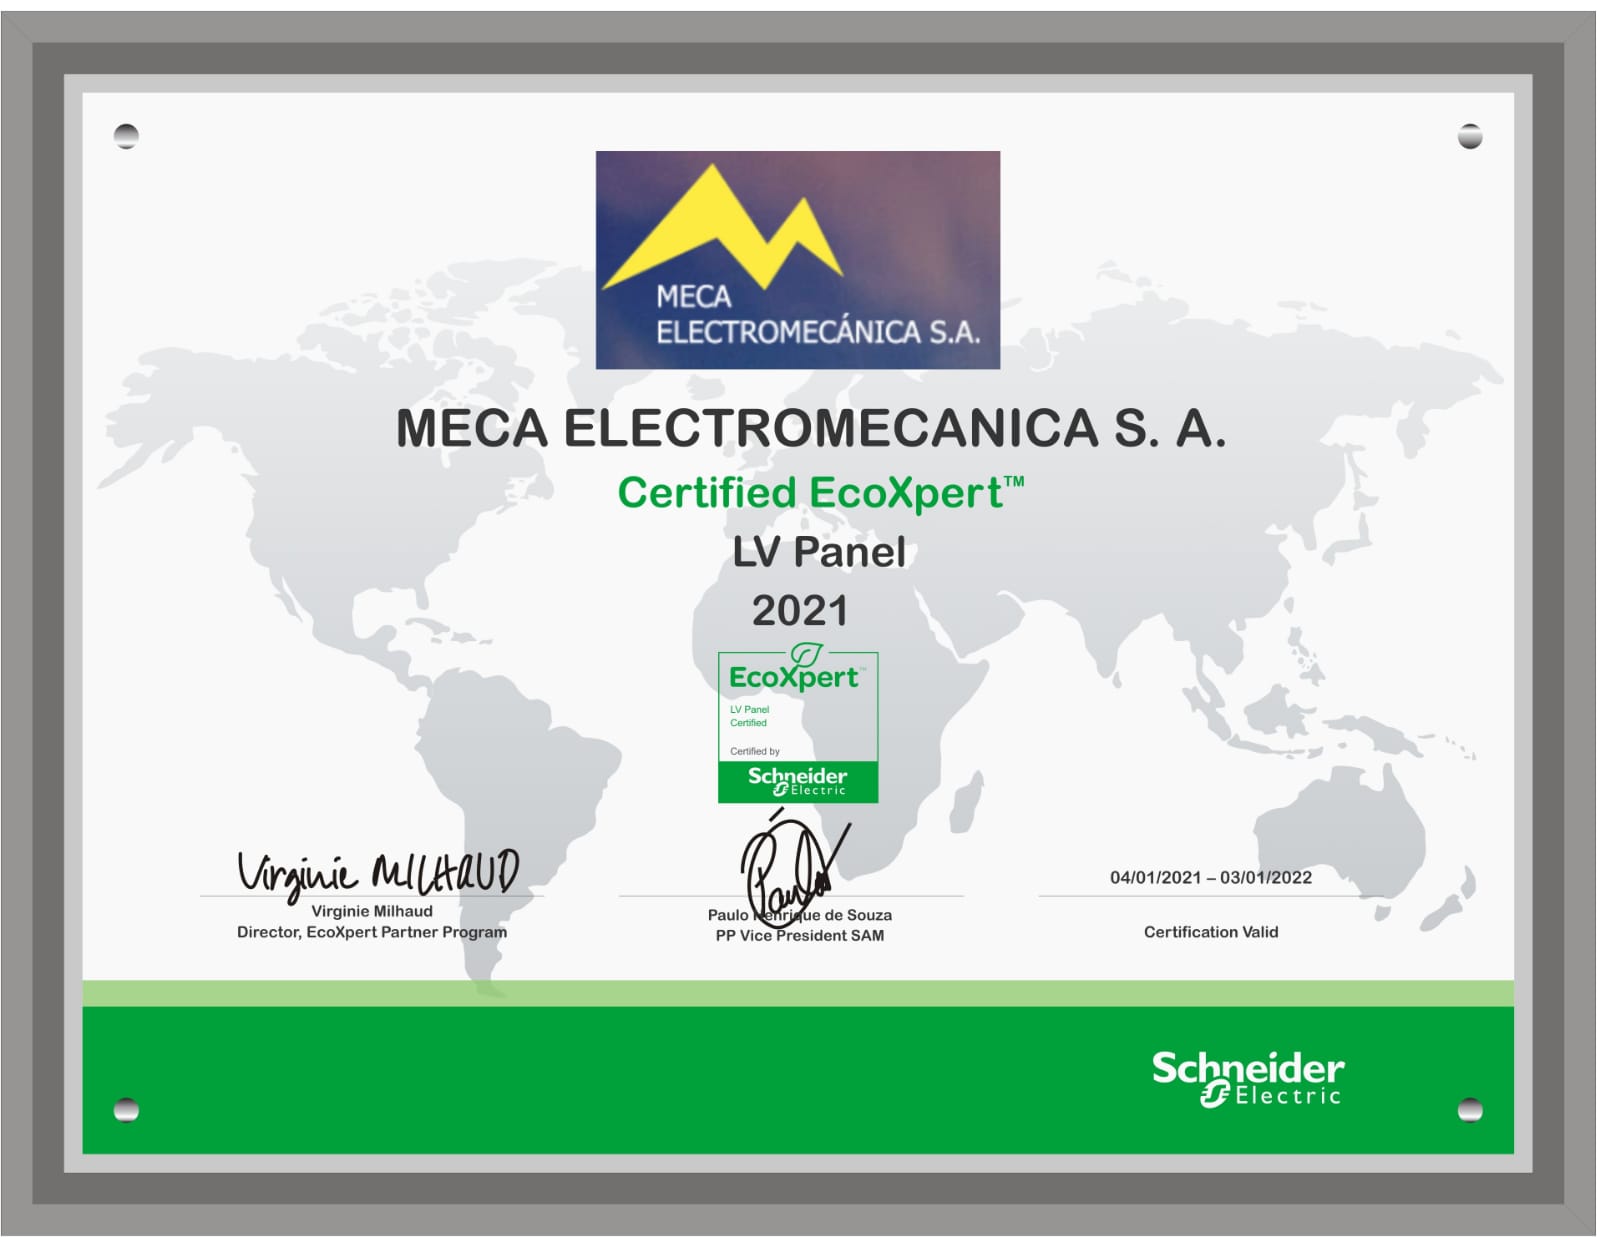 MECA
ELECTROMECÁNICA S.A.
MECA ELECTROMECANICA S. A.
Certified EcoXpert™
LV Panel
2021
EcoXpert™
LV Panel
Certified
Certified by
Schneider
Electric
Virginie MILHAUD
Paulo
04/01/2021 – 03/01/2022
Virginie Milhaud
Paulo Henrique de Souza
Director, EcoXpert Partner Program
PP Vice President SAM
Certification Valid
Schneider
Electric